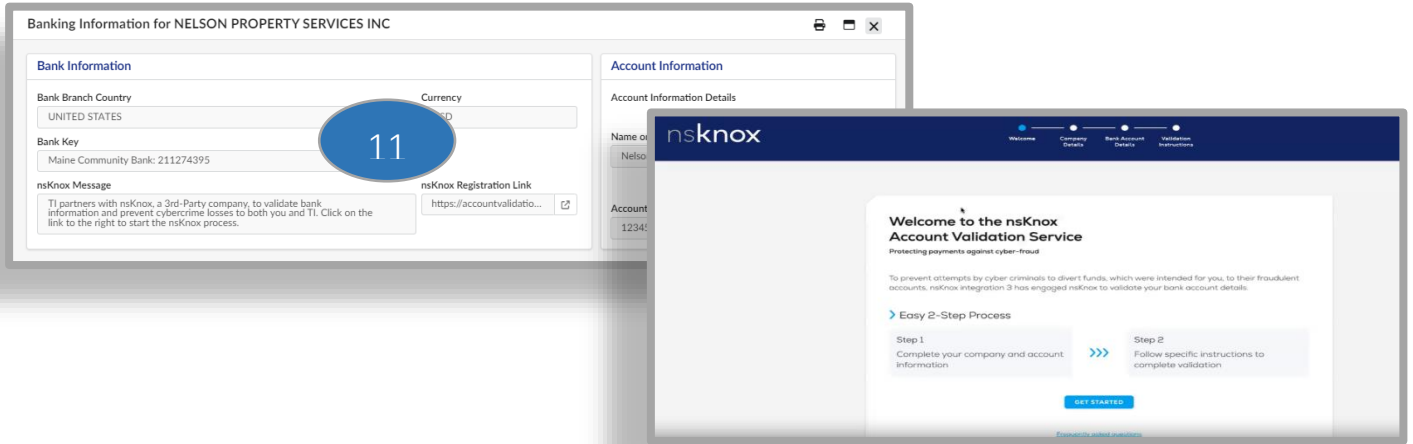 Banking Information for NELSON PROPERTY SERVICES INC
Bank Information
Bank Branch Country
Currency
UNITED STATES
Bank Key
Maine Community Bank: 211274395
11
nsKnox Message
nsKnox Registration Link
TI partners with nsKnox, a 3rd-Party company, to validate bank
information and prevent cybercrime losses to both you and TI. Click on the
link to the right to start the nsKnox process.
https://accountvalidatio...
Account Information
Account Information Details
Name
Nelso
Account
1234
nsknox
Welcome
Company
Details
Bank Account
Details
Validation
Instructions
Welcome to the nsKnox
Account Validation Service
Protecting payments against cyber-fraud
To prevent attempts by cyber criminals to divert funds, which were intended for you, to their fraudulent
accounts, nsKnox integration 3 has engaged nsKnox to validate your bank account details.
Easy 2-Step Process
Step 1
Complete your company and account
information
Step 2
Follow specific instructions to
complete validation
GET STARTED
Frequently asked questions